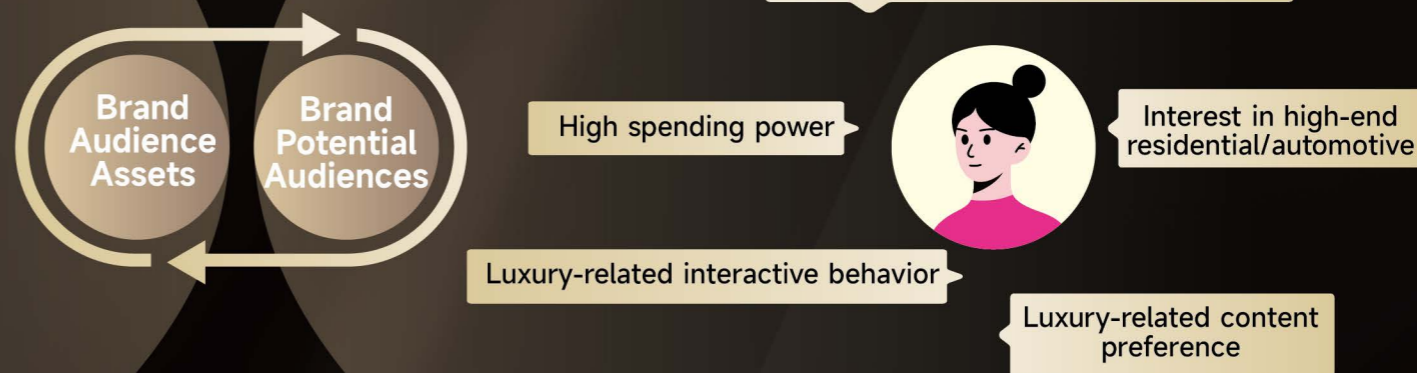 Brand
Audience
Assets
Brand
Potential
Audiences
High spending power
Interest in high-end
residential/automotive
Luxury-related interactive behavior
Luxury-related content
preference